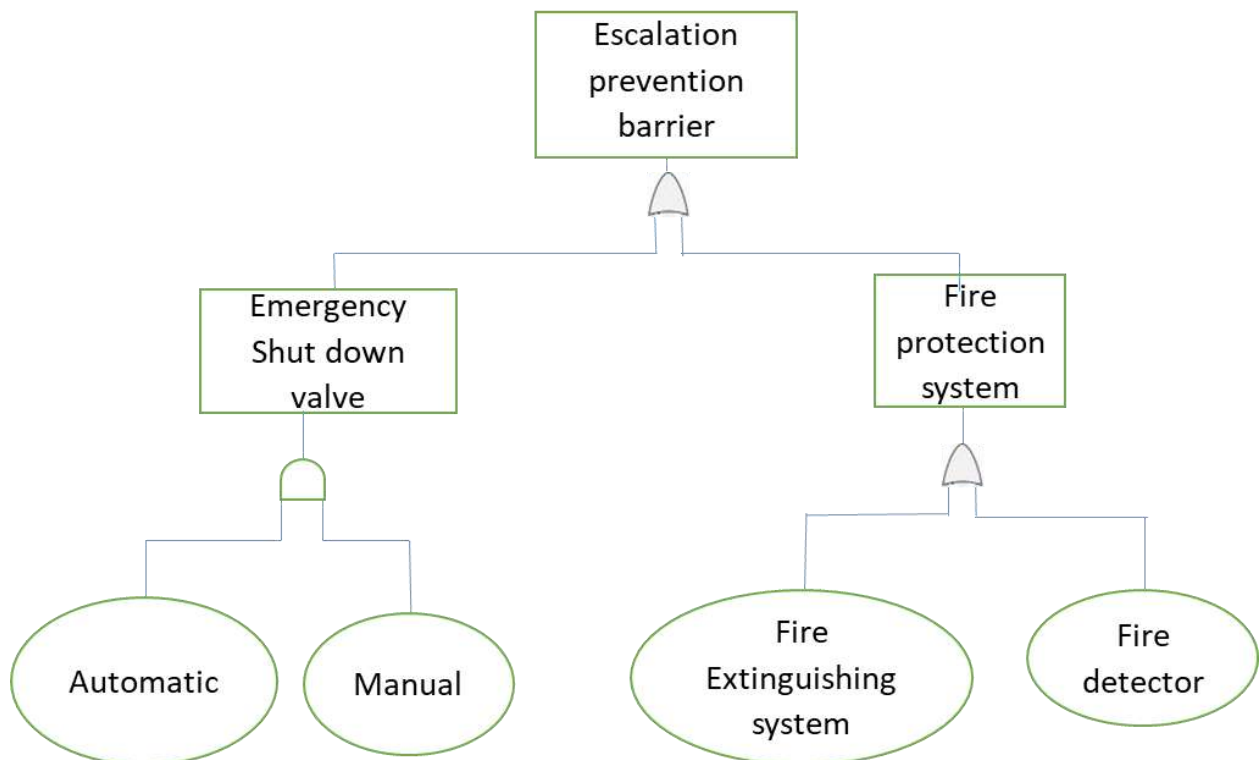 Escalation
prevention
barrier
Emergency
Shut down
valve
Fire
protection
system
Automatic
Manual
Fire
Extinguishing
system
Fire
detector